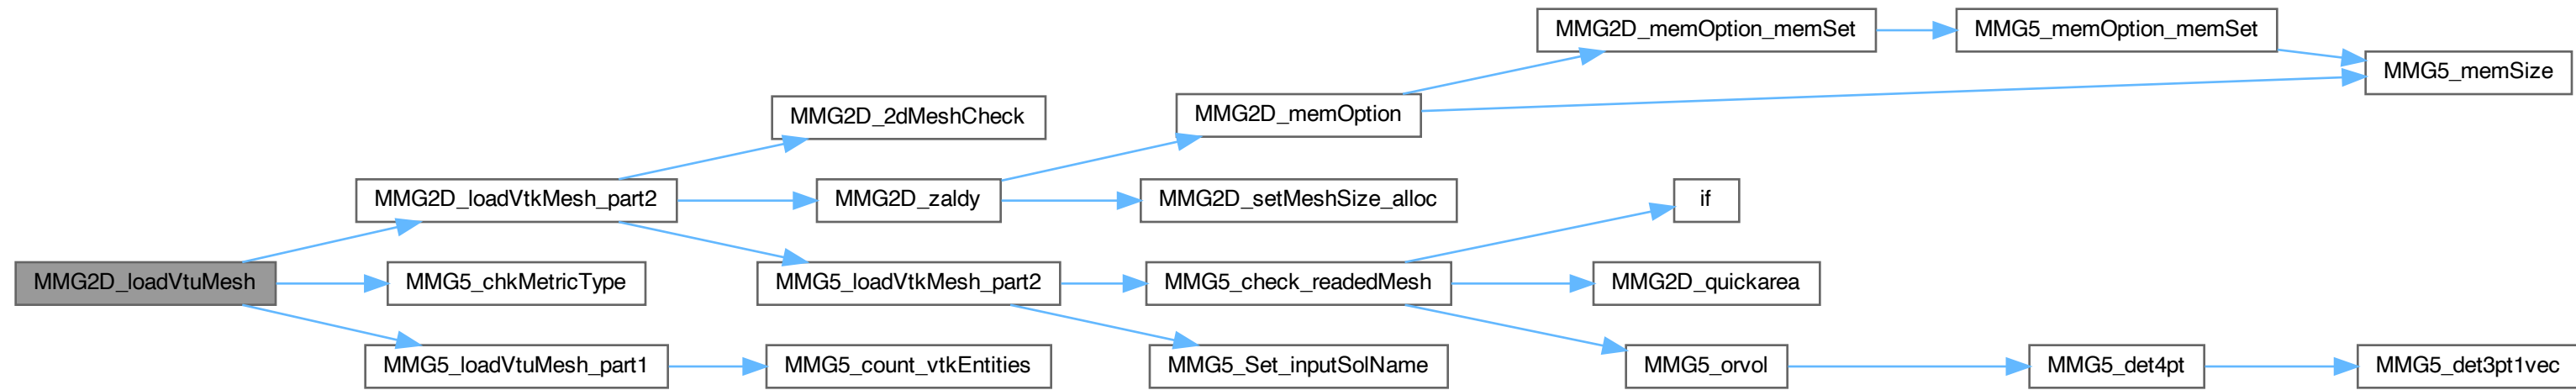 MMG2D_memOption_memSet
MMG5_memOption_memSet
MMG5_memSize
MMG2D_2dMeshCheck
MMG2D_memOption
MMG2D_loadVtkMesh_part2
MMG2D_zaldy
MMG2D_setMeshSize_alloc
if
MMG2D_loadVtuMesh
MMG5_chkMetricType
MMG5_loadVtkMesh_part2
MMG5_check_readedMesh
MMG2D_quickarea
MMG5_loadVtuMesh_part1
MMG5_count_vtkEntities
MMG5_Set_inputSolName
MMG5_orvol
MMG5_det4pt
MMG5_det3pt1vec